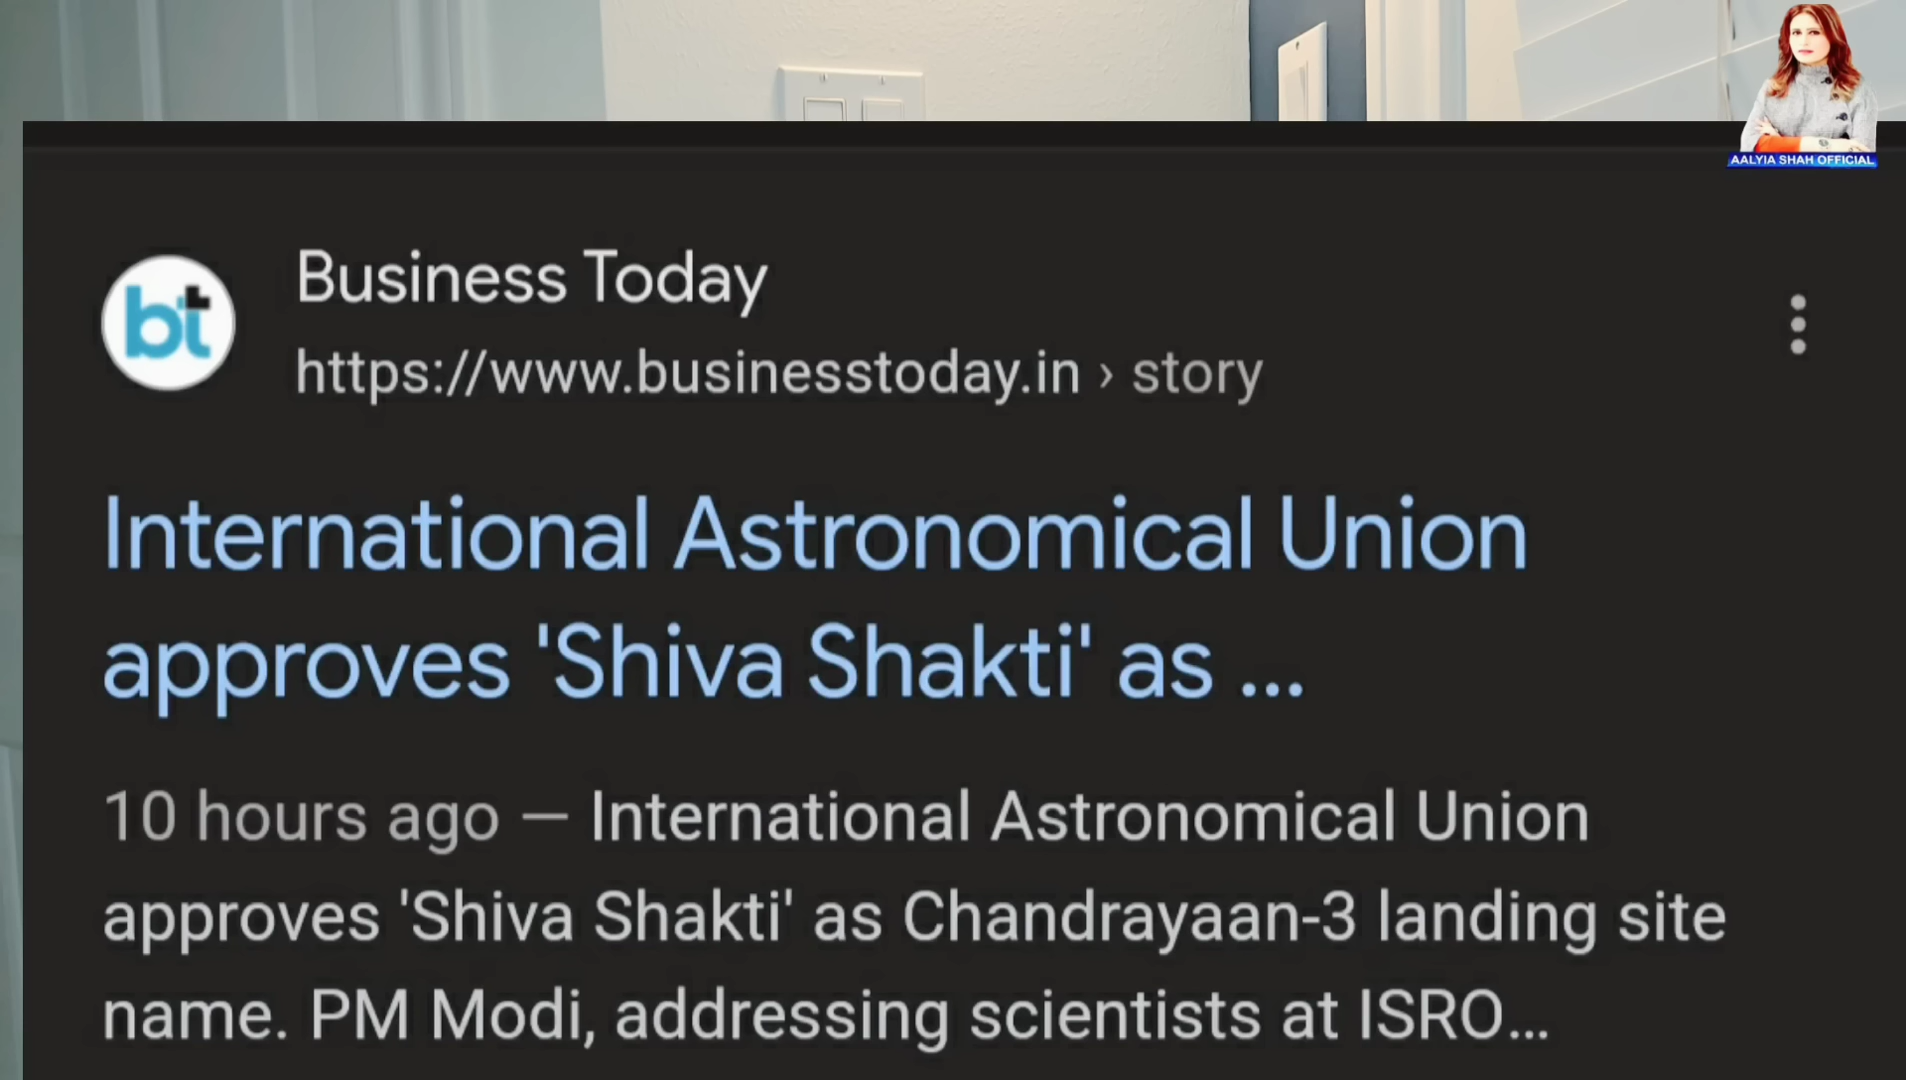 AALYIA SHAH OFFICIAL
bt
Business Today
https://www.businesstoday.in › story
International Astronomical Union
approves 'Shiva Shakti' as ...
10 hours ago — International Astronomical Union
approves 'Shiva Shakti' as Chandrayaan-3 landing site
name. PM Modi, addressing scientists at ISRO...